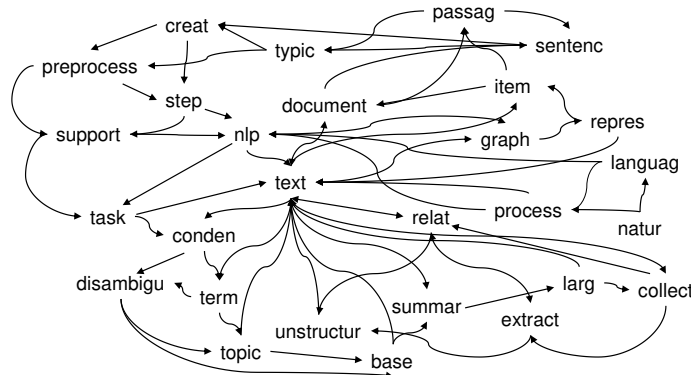 passag
creat
typic
sentenc
preprocess
item
step
document
support
nlp
graph
repres
languag
text
task
relat
process
natur
conden
disambigu
term
larg
collect
summar
extract
unstructur
topic
base